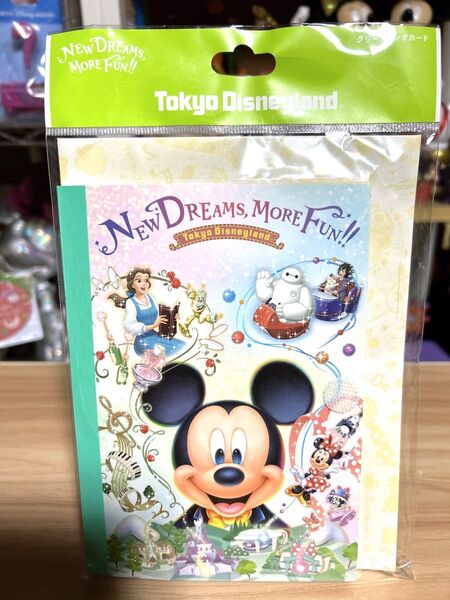 NEW DREAMS,
MORE FUN!!
グリーティングカード
Tokyo Disneyland
NEW DREAMS, MORE FUN!!
Tokyo Disneyland